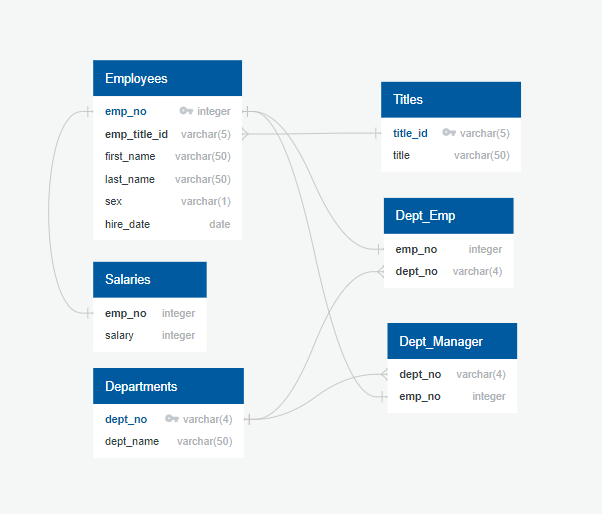 Employees
emp_no integer
emp_title_id varchar(5)
first_name varchar(50)
last_name varchar(50)
sex varchar(1)
hire_date date
Titles
title_id varchar(5)
title varchar(50)
Dept_Emp
emp_no integer
dept_no varchar(4)
Salaries
emp_no integer
salary integer
Dept_Manager
dept_no varchar(4)
emp_no integer
Departments
dept_no varchar(4)
dept_name varchar(50)